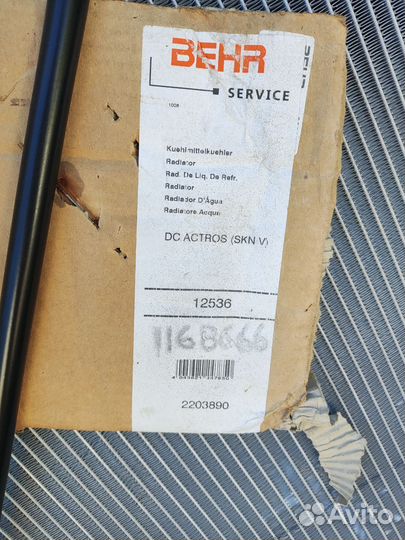 BEHR
SERVICE
1008
Kuehlmittelkuehler
Radiator
Rad. De Liq. De Refr.
Radiator
Radiador D'Água
Radiatore Acqua
DC ACTROS (SKN V)
12536
1168666
2203890
Avito